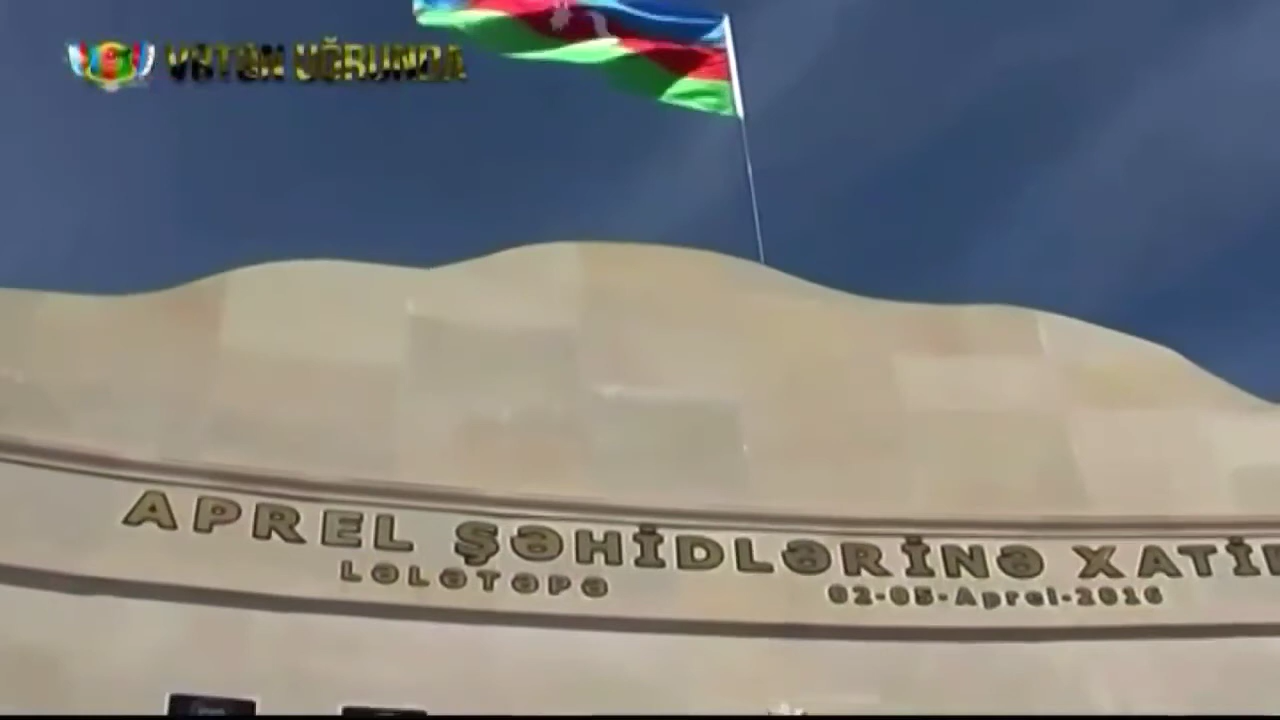 VƏTƏN UĞRUNDA
APREL ŞƏHİDLƏRİNƏ XATİR
LƏLƏTƏPƏ
02-05-Aprel-2016